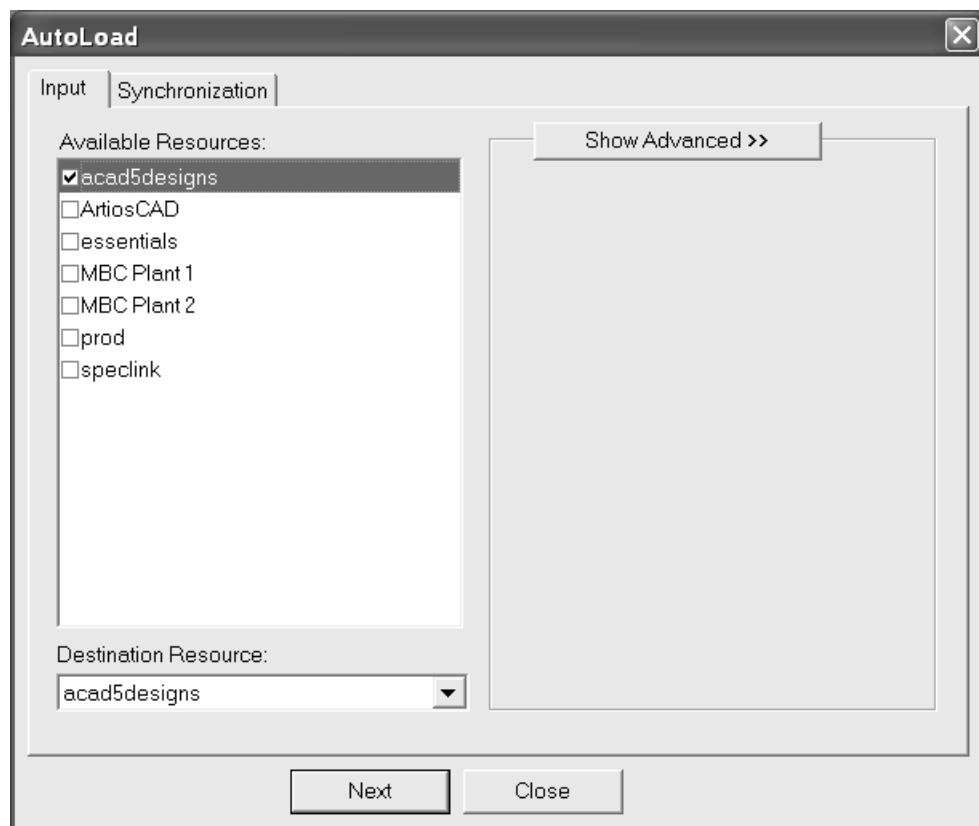 AutoLoad
Input
Synchronization
Available Resources:
Show Advanced >>
acad5designs
ArtiosCAD
essentials
MBC Plant 1
MBC Plant 2
prod
speclink
Destination Resource:
acad5designs
Next
Close